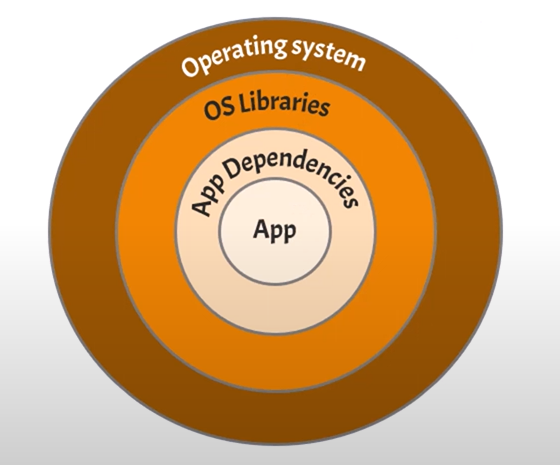 Operating system
OS Libraries
App Dependencies
App